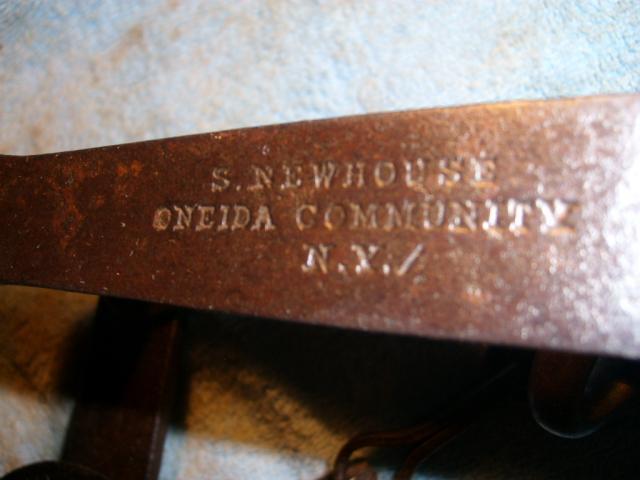 S. NEWHOUSE
ONEIDA COMMUNITY
N.Y./